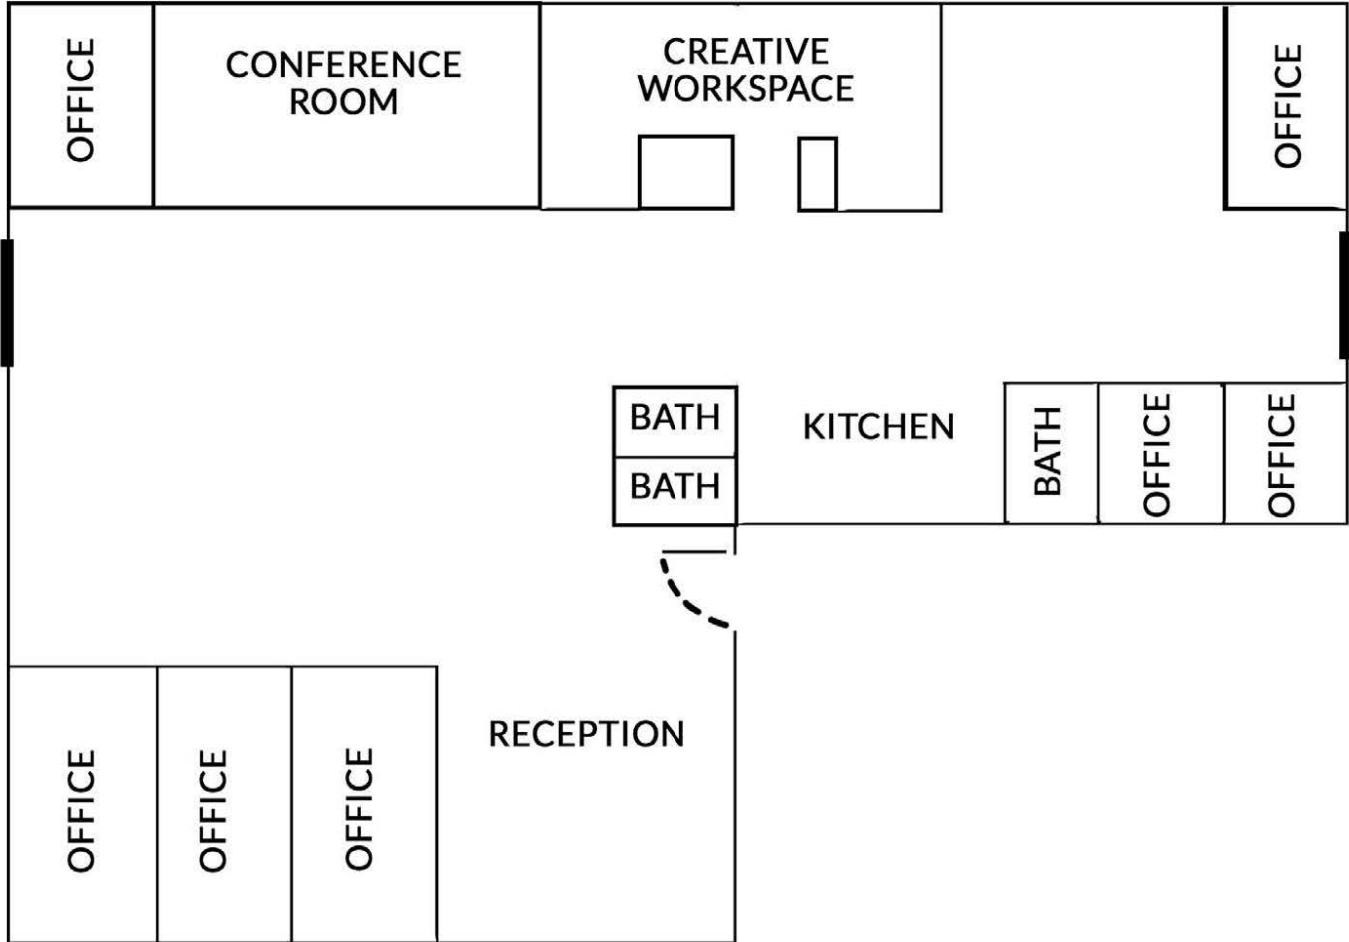 OFFICE
CONFERENCE
ROOM
CREATIVE
WORKSPACE
OFFICE
BATH
BATH
KITCHEN
BATH
OFFICE
OFFICE
OFFICE
OFFICE
OFFICE
RECEPTION